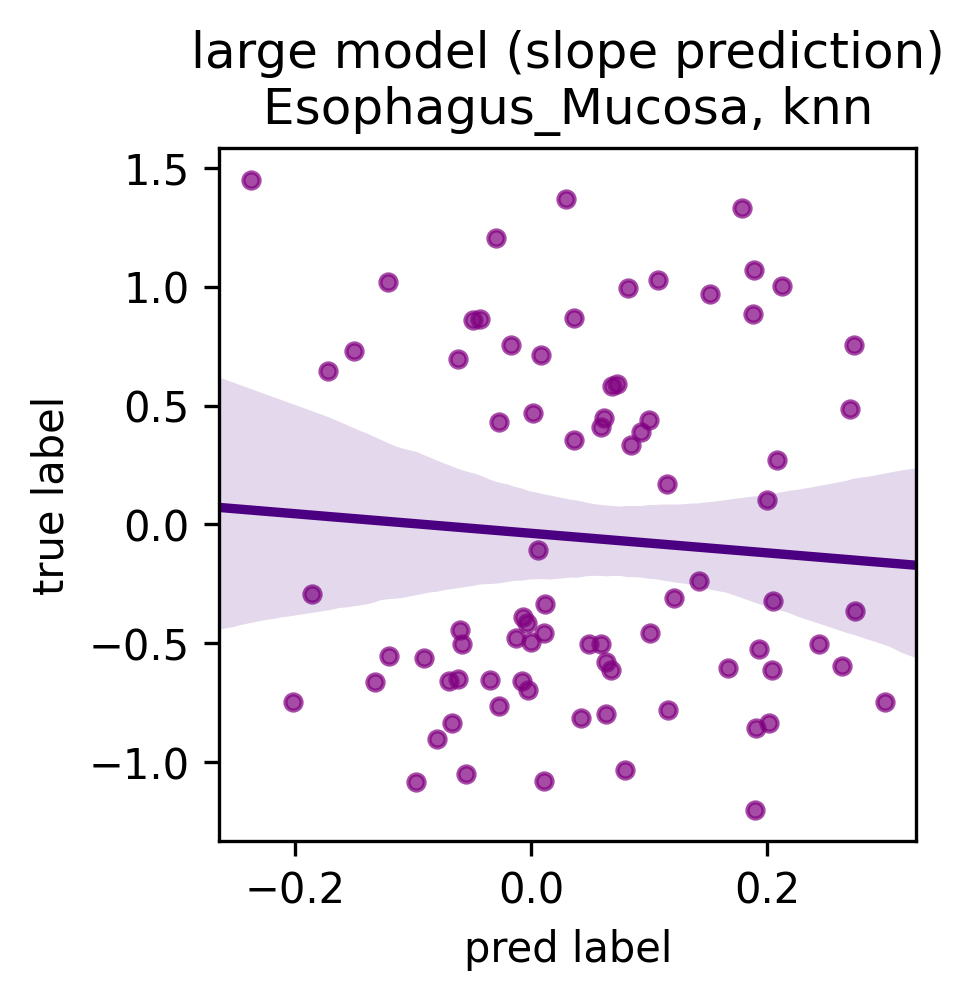 large model (slope prediction)
Esophagus_Mucosa, knn
1.5
1.0
0.5
0.0
−0.5
−1.0
true label
−0.2
0.0
0.2
pred label